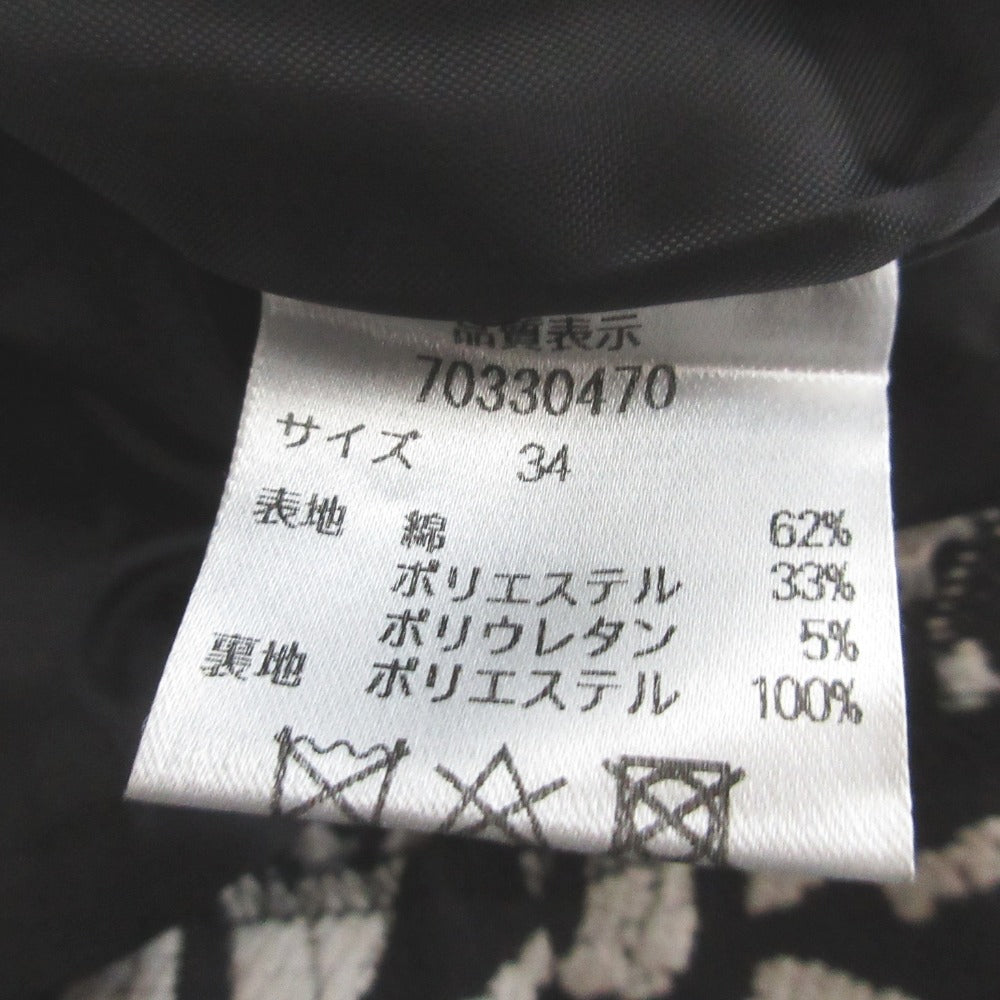 品質表示
70330470
サイズ 34
表地 綿 62%
ポリエステル 33%
ポリウレタン 5%
裏地 ポリエステル 100%